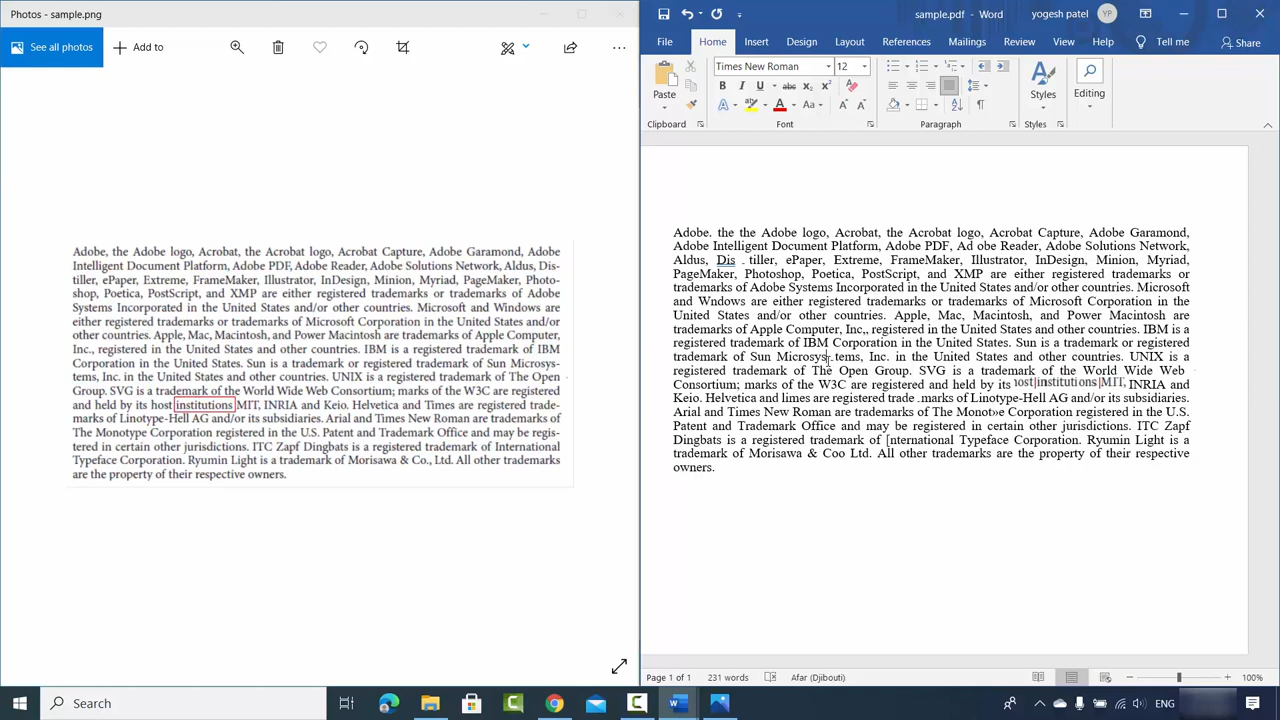 Photos - sample.png
See all photos
Add to
Adobe, the Adobe logo, Acrobat, the Acrobat logo, Acrobat Capture, Adobe Garamond, Adobe
Intelligent Document Platform, Adobe PDF, Adobe Reader, Adobe Solutions Network, Aldus, Dis-
tiller, ePaper, Extreme, FrameMaker, Illustrator, InDesign, Minion, Myriad, PageMaker, Photo-
shop, Poetica, PostScript, and XMP are either registered trademarks or trademarks of Adobe
Systems Incorporated in the United States and/or other countries. Microsoft and Windows are
either registered trademarks or trademarks of Microsoft Corporation in the United States and/or
other countries. Apple, Mac, Macintosh, and Power Macintosh are trademarks of Apple Computer,
Inc., registered in the United States and other countries. IBM is a registered trademark of IBM
Corporation in the United States. Sun is a trademark or registered trademark of Sun Microsys-
tems, Inc. in the United States and other countries. UNIX is a registered trademark of The Open
Group. SVG is a trademark of the World Wide Web Consortium; marks of the W3C are registered
and held by its host institutions MIT, INRIA and Keio. Helvetica and Times are registered trade-
marks of Linotype-Hell AG and/or its subsidiaries. Arial and Times New Roman are trademarks of
The Monotype Corporation registered in the U.S. Patent and Trademark Office and may be regis-
tered in certain other jurisdictions. ITC Zapf Dingbats is a registered trademark of International
Typeface Corporation. Ryumin Light is a trademark of Morisawa & Co., Ltd. All other trademarks
are the property of their respective owners.
sample.pdf - Word
yogesh patel
YP
File Home Insert Design Layout References Mailings Review View Help Tell me Share
Times New Roman 12
Paste
B I U abc x₂ x²
A A Aa A A
Styles
Editing
Clipboard Font Paragraph Styles
Adobe. the the Adobe logo, Acrobat, the Acrobat logo, Acrobat Capture, Adobe Garamond,
Adobe Intelligent Document Platform, Adobe PDF, Ad obe Reader, Adobe Solutions Network,
Aldus, Dis . tiller, ePaper, Extreme, FrameMaker, Illustrator, InDesign, Minion, Myriad,
PageMaker, Photoshop, Poetica, PostScript, and XMP are either registered trademarks or
trademarks of Adobe Systems Incorporated in the United States and/or other countries. Microsoft
and Wndows are either registered trademarks or trademarks of Microsoft Corporation in the
United States and/or other countries. Apple, Mac, Macintosh, and Power Macintosh are
trademarks of Apple Computer, Inc,, registered in the United States and other countries. IBM is a
registered trademark of IBM Corporation in the United States. Sun is a trademark or registered
trademark of Sun Microsys-tems, Inc. in the United States and other countries. UNIX is a
registered trademark of The Open Group. SVG is a trademark of the World Wide Web
Consortium; marks of the W3C are registered and held by its ıost|institutions|MIT, INRIA and
Keio. Helvetica and limes are registered trade .marks of Linotype-Hell AG and/or its subsidiaries.
Arial and Times New Roman are trademarks of The Monot»e Corporation registered in the U.S.
Patent and Trademark Office and may be registered in certain other jurisdictions. ITC Zapf
Dingbats is a registered trademark of [nternational Typeface Corporation. Ryumin Light is a
trademark of Morisawa & Coo Ltd. All other trademarks are the property of their respective
owners.
Page 1 of 1 231 words Afar (Djibouti) 100%
Search
ENG